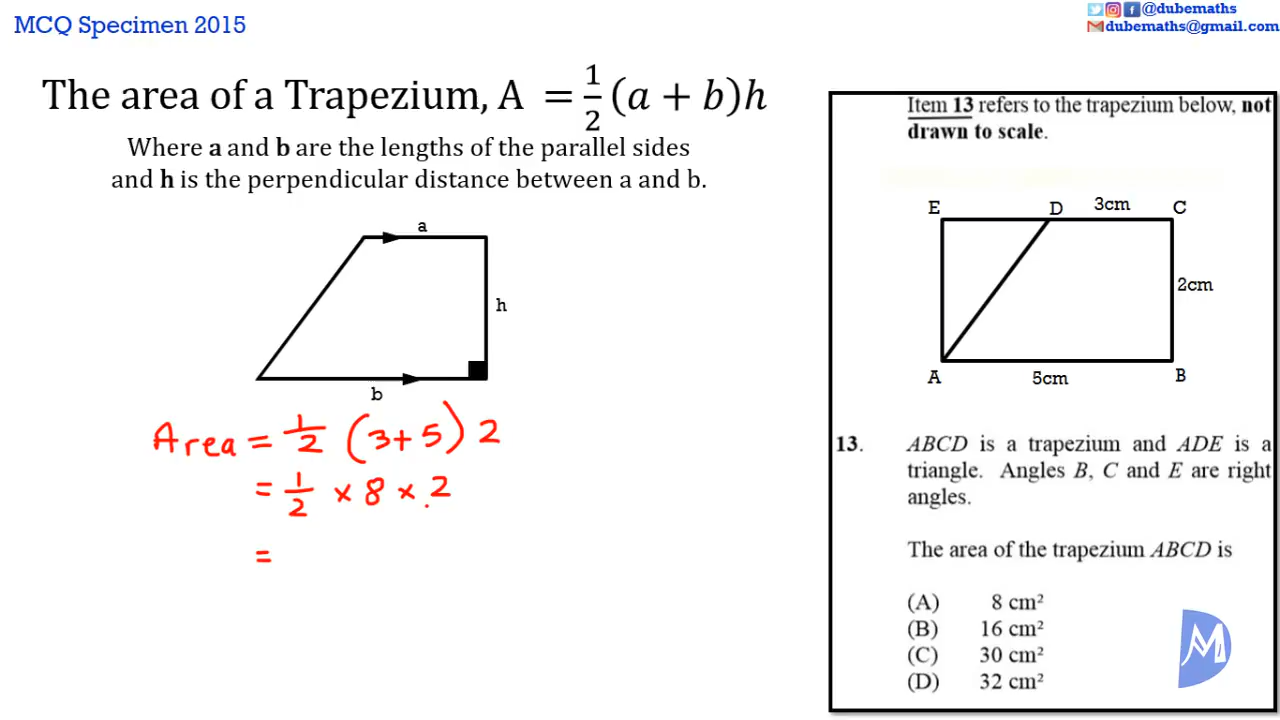 MCQ Specimen 2015
@dubemaths
dubemaths@gmail.com
The area of a Trapezium, A = 1/2 (a + b)h
Where a and b are the lengths of the parallel sides
and h is the perpendicular distance between a and b.
a
h
b
Area = 1/2 (3+5) 2
= 1/2 × 8 × 2
=
Item 13 refers to the trapezium below, not
drawn to scale.
E D 3cm C
2cm
A 5cm B
13. ABCD is a trapezium and ADE is a
triangle. Angles B, C and E are right
angles.
The area of the trapezium ABCD is
(A) 8 cm²
(B) 16 cm²
(C) 30 cm²
(D) 32 cm²
DM